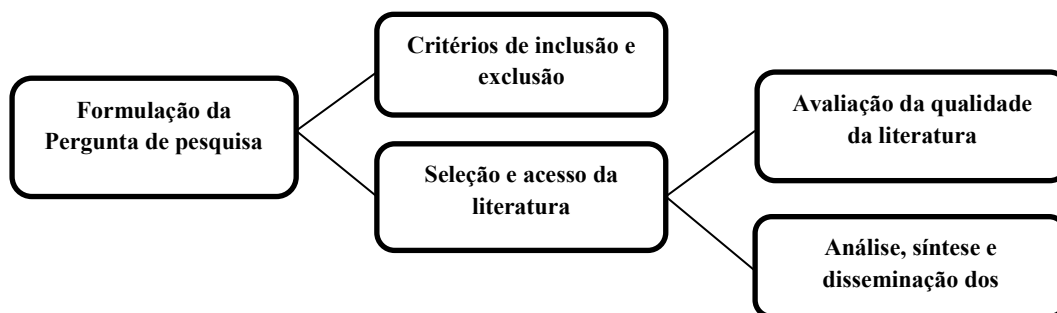 Formulação da
Pergunta de pesquisa
Critérios de inclusão e
exclusão
Seleção e acesso da
literatura
Avaliação da qualidade
da literatura
Análise, síntese e
disseminação dos